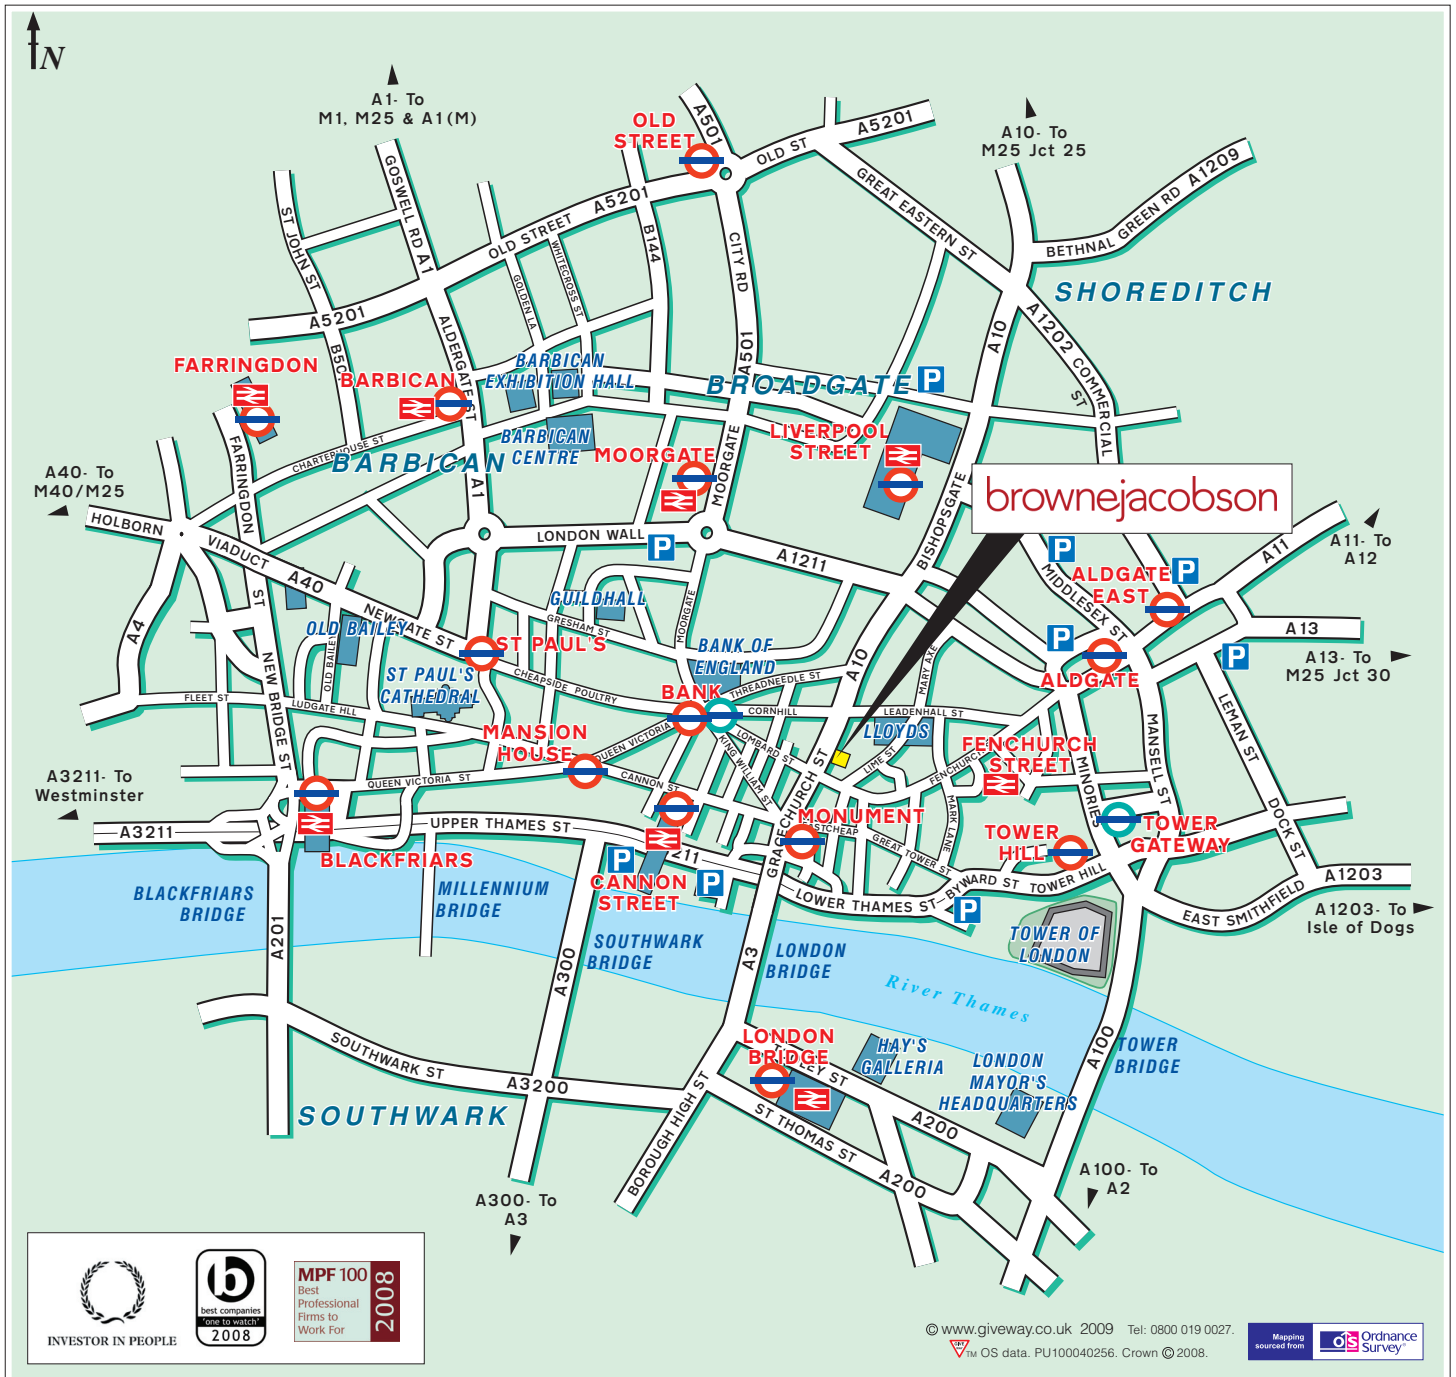 N
A1- To
M1, M25 & A1(M)
OLD
STREET
A501
OLD ST
A5201
A10- To
M25 Jct 25
BETHNAL GREEN RD A1209
GOSWELL RD A1
ST JOHN ST
OLD STREET
A5201
B144
CITY RD
GREAT EASTERN ST
WHITECROSS ST
GOLDEN LA
SHOREDITCH
A5201
ALDERGATE ST
A501
A10
A1202 COMMERCIAL
ST
FARRINGDON
BARBICAN
BARBICAN
EXHIBITION HALL
BROADGATE
P
CHARTERHOUSE ST
BARBICAN
BARBICAN
CENTRE
MOORGATE
MOORGATE
LIVERPOOL
STREET
FARRINGDON
ST
A1
BISHOPSGATE
brownejacobson
A40- To
M40/M25
HOLBORN
VIADUCT
A40
NEWGATE ST
LONDON WALL
P
A1211
P
MIDDLESEX ST
ALDGATE
EAST
P
A11
A11- To
A12
A4
GUILDHALL
GRESHAM ST
MOORGATE
OLD BAILEY
OLD BAILEY
ST PAUL'S
ST PAUL'S
CATHEDRAL
CHEAPSIDE POULTRY
BANK OF
ENGLAND
THREADNEEDLE ST
A10
MARY AXE
P
ALDGATE
A13
P
A13- To
M25 Jct 30
FLEET ST
LUDGATE HLL
NEW BRIDGE ST
BANK
CORNHILL
LEADENHALL ST
LLOYDS
LEMAN ST
MANSELL ST
MANSION
HOUSE
QUEEN VICTORIA
LOMBARD ST
KING WILLIAM ST
LIME ST
FENCHURCH
FENCHURCH
STREET
MINORIES
A3211- To
Westminster
QUEEN VICTORIA ST
CANNON ST
GRACECHURCH ST
MARK LANE
DOCK ST
A3211
UPPER THAMES ST
MONUMENT
GREAT TOWER ST
TOWER
HILL
TOWER
GATEWAY
BLACKFRIARS
P
CANNON
STREET
P
LOWER THAMES ST
BYWARD ST
TOWER HILL
P
A1203
EAST SMITHFIELD
A1203- To
Isle of Dogs
BLACKFRIARS
BRIDGE
MILLENNIUM
BRIDGE
A201
A300
SOUTHWARK
BRIDGE
A3
LONDON
BRIDGE
TOWER OF
LONDON
River Thames
SOUTHWARK ST
A3200
LONDON
BRIDGE
HAY'S
GALLERIA
LONDON
MAYOR'S
HEADQUARTERS
A100
TOWER
BRIDGE
SOUTHWARK
BOROUGH HIGH ST
ST THOMAS ST
A200
A200
A100- To
A2
A300- To
A3
INVESTOR IN PEOPLE
b
best companies
'one to watch'
2008
MPF 100
Best
Professional
Firms to
Work For
2008
© www.giveway.co.uk 2009 Tel: 0800 019 0027.
TM OS data. PU100040256. Crown © 2008.
Mapping
sourced from
OS Ordnance
Survey®